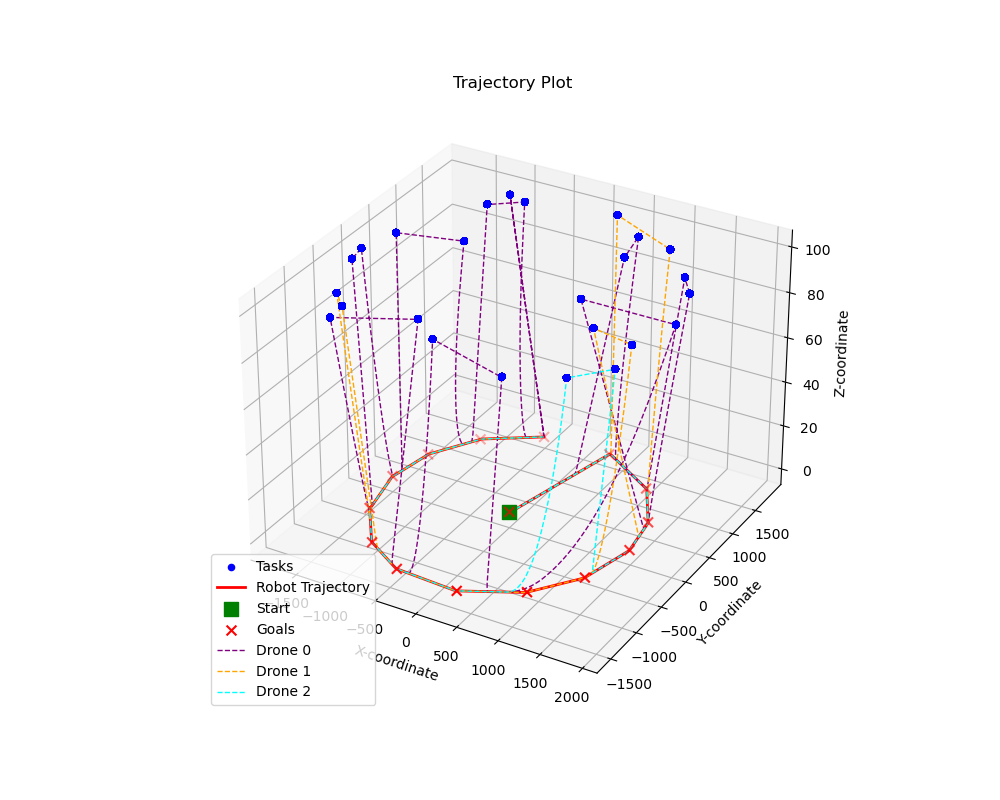 Trajectory Plot
100
80
60
40
20
0
Z-coordinate
1500
1000
500
0
−500
−1000
−1500
Y-coordinate
−1500
−1000
−500
0
500
1000
1500
2000
X-coordinate
Tasks
Robot Trajectory
Start
Goals
Drone 0
Drone 1
Drone 2